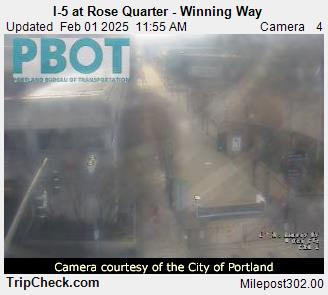 I-5 at Rose Quarter - Winning Way
Updated Feb 01 2025 11:55 AM Camera 4
PBOT
PORTLAND BUREAU OF TRANSPORTATION
Camera courtesy of the City of Portland
TripCheck.com Milepost302.00